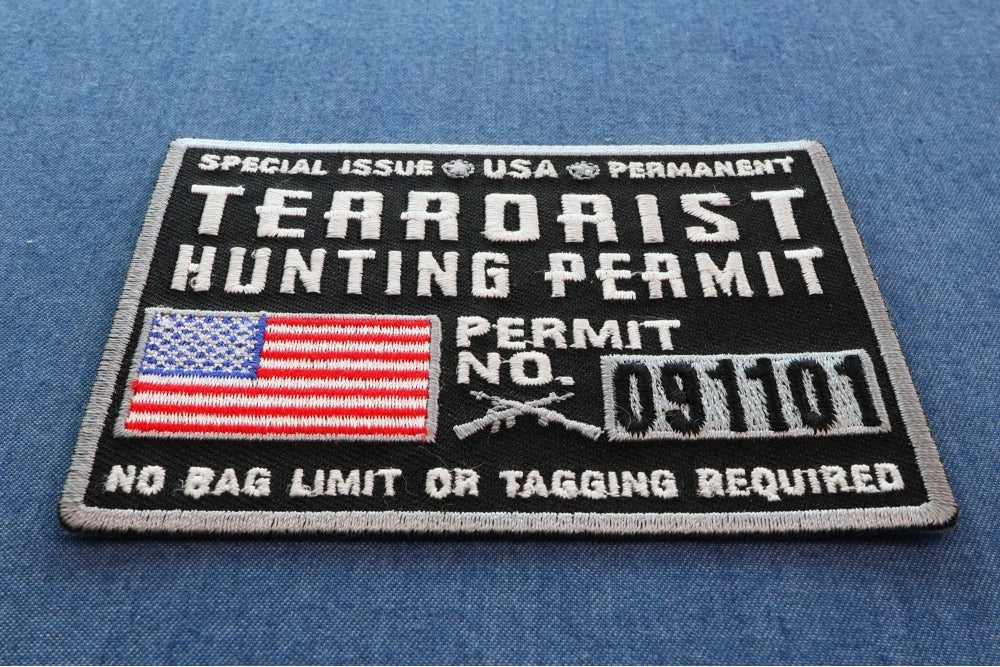 SPECIAL ISSUE USA PERMANENT
TERRORIST
HUNTING PERMIT
PERMIT
NO. 091101
NO BAG LIMIT OR TAGGING REQUIRED